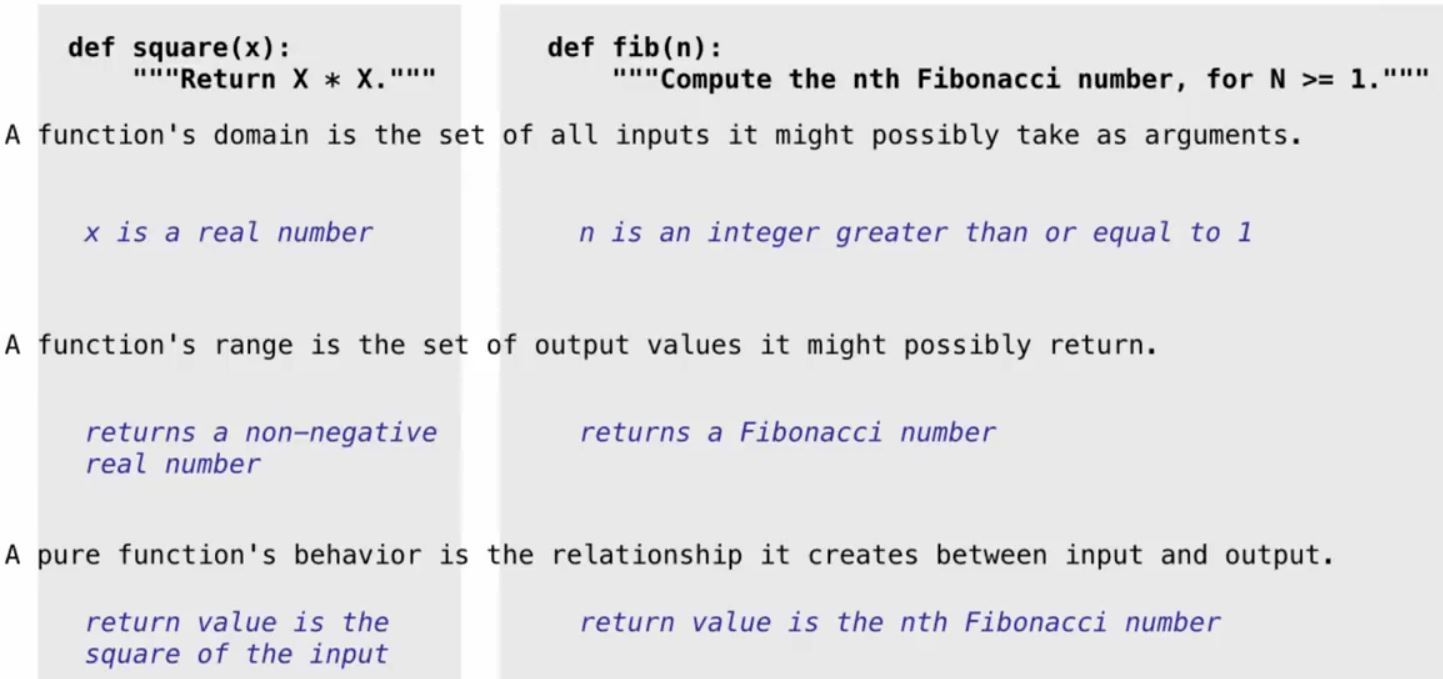 def square(x):
"""Return X * X."""
def fib(n):
"""Compute the nth Fibonacci number, for N >= 1."""
A function's domain is the set of all inputs it might possibly take as arguments.
x is a real number
n is an integer greater than or equal to 1
A function's range is the set of output values it might possibly return.
returns a non-negative
real number
returns a Fibonacci number
A pure function's behavior is the relationship it creates between input and output.
return value is the
square of the input
return value is the nth Fibonacci number